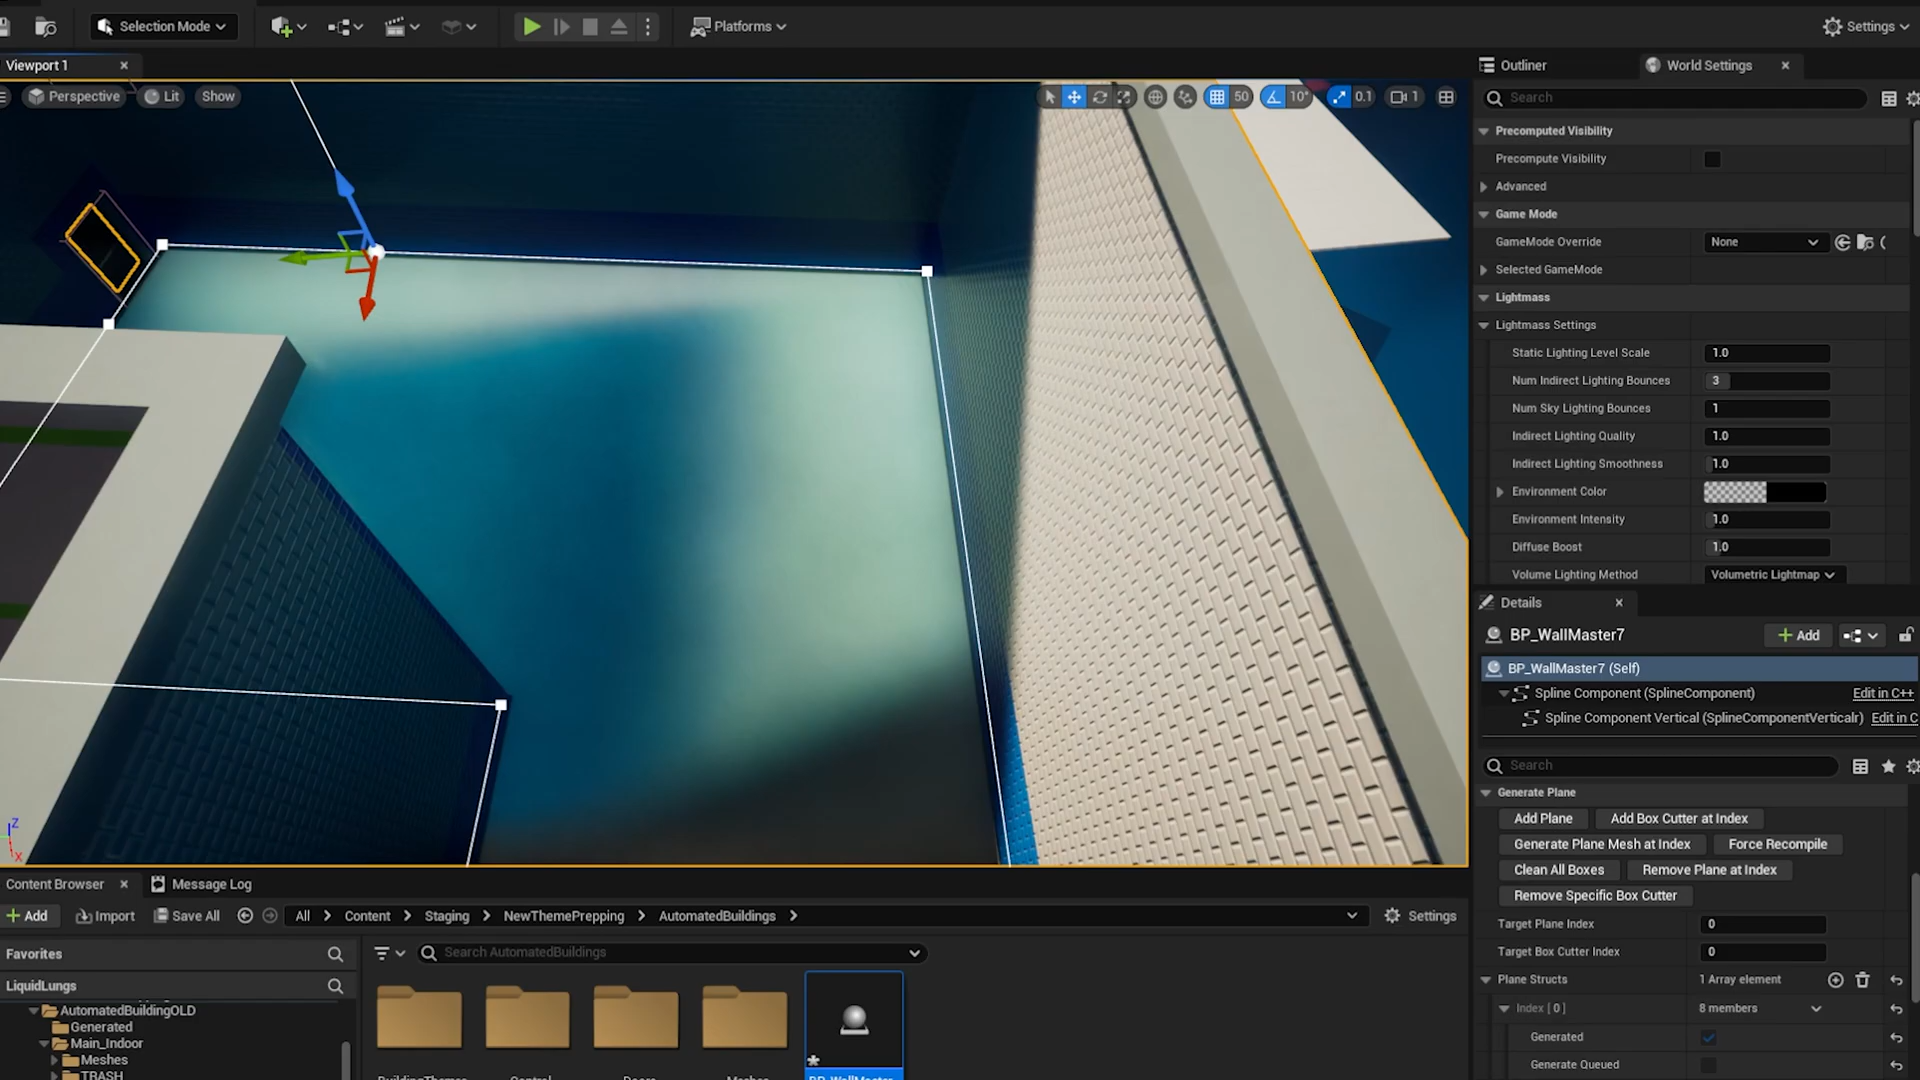 Selection Mode
Platforms
Settings
Viewport 1
Perspective
Lit
Show
50
10°
0.1
1
Z
X
Outliner
World Settings
Search
Precomputed Visibility
Precompute Visibility
Advanced
Game Mode
GameMode Override
None
Selected GameMode
Lightmass
Lightmass Settings
Static Lighting Level Scale 1.0
Num Indirect Lighting Bounces 3
Num Sky Lighting Bounces 1
Indirect Lighting Quality 1.0
Indirect Lighting Smoothness 1.0
Environment Color
Environment Intensity 1.0
Diffuse Boost 1.0
Volume Lighting Method Volumetric Lightmap
Details
BP_WallMaster7
Add
BP_WallMaster7 (Self)
Spline Component (SplineComponent) Edit in C++
Spline Component Vertical (SplineComponentVerticalr) Edit in C
Search
Generate Plane
Add Plane Add Box Cutter at Index
Generate Plane Mesh at Index Force Recompile
Clean All Boxes Remove Plane at Index
Remove Specific Box Cutter
Target Plane Index 0
Target Box Cutter Index 0
Plane Structs 1 Array element
Index [ 0 ] 8 members
Generated
Generate Queued
Content Browser
Message Log
Add Import Save All All Content Staging NewThemePrepping AutomatedBuildings Settings
Favorites
Search AutomatedBuildings
LiquidLungs
AutomatedBuildingOLD
Generated
Main_Indoor
Meshes
TRASH